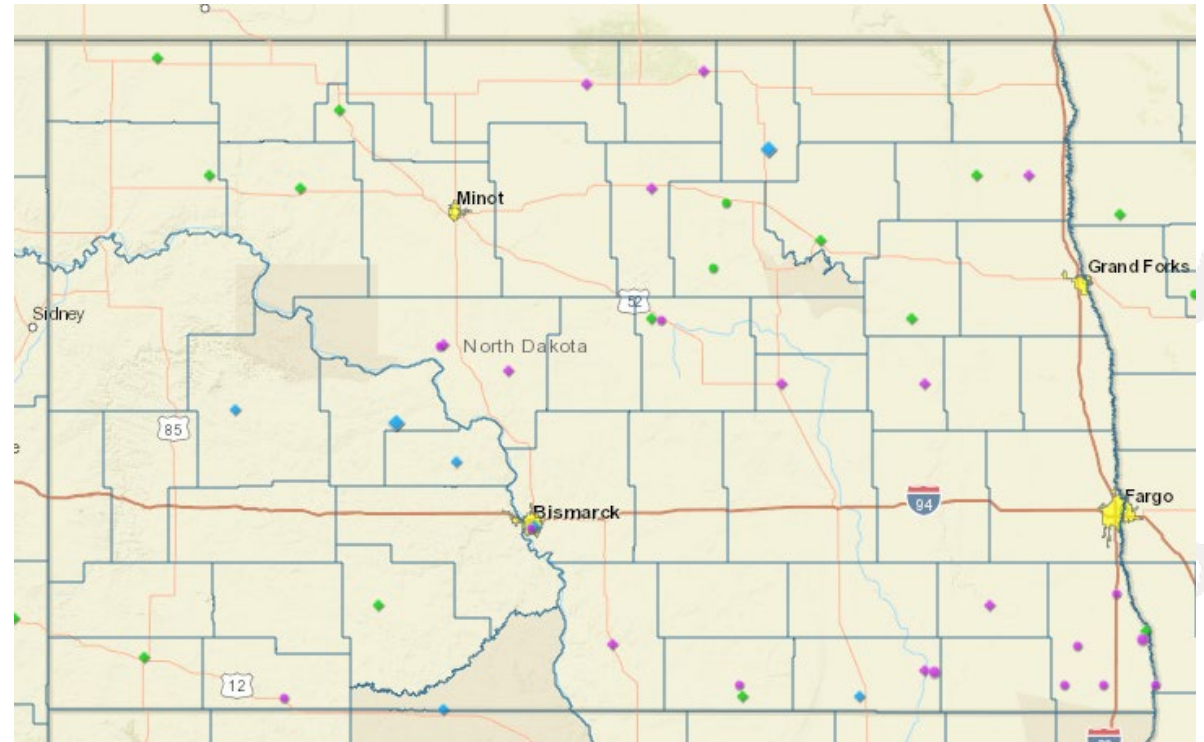 Minot
Grand Forks
52
Sidney
North Dakota
85
94
Fargo
Bismarck
12